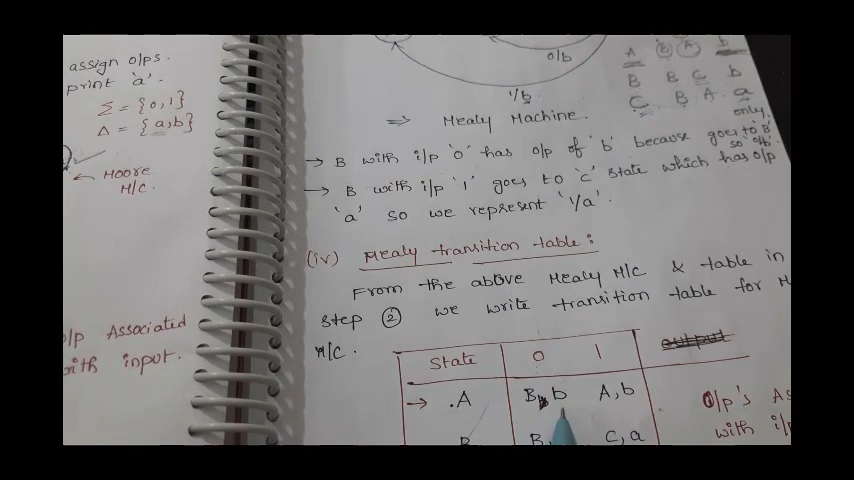 assign o/ps.
print 'a'.
Σ = {0,1}
Δ = {a,b}
Moore
M/c.
o/p Associated
with input.
o/b
1/b
A B A b
B B C b
C B A a
⇒ Mealy Machine.
→ B with i/p '0' has o/p of 'b' because goes to 'B' only.
so 'o/b'.
→ B with i/p '1' goes to 'c' state which has o/p
'a' so we represent '1/a'.
(iv) Mealy transition table:
From the above Mealy M/c & table in
step ② we write transition table for M
M/c.
State 0 1 output
→ .A B, b A, b
B B, C, a
O/p's As
with i/p